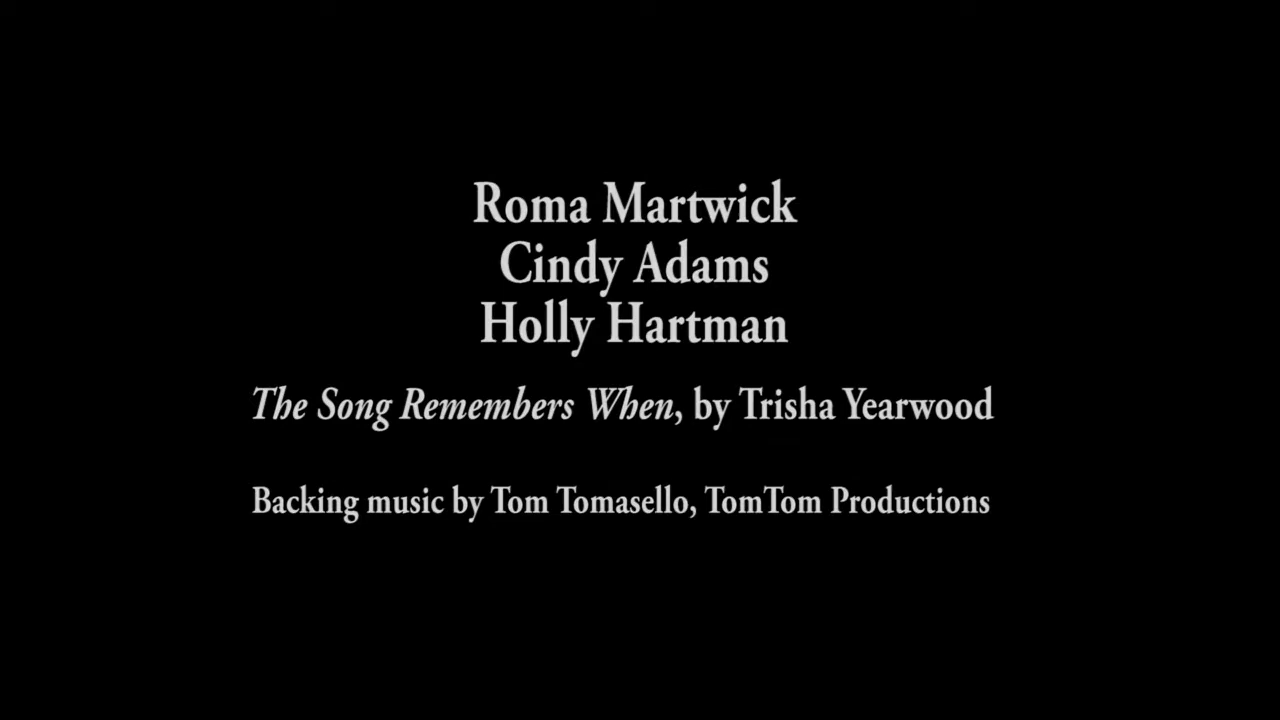 Roma Martwick
Cindy Adams
Holly Hartman
The Song Remembers When, by Trisha Yearwood
Backing music by Tom Tomasello, TomTom Productions